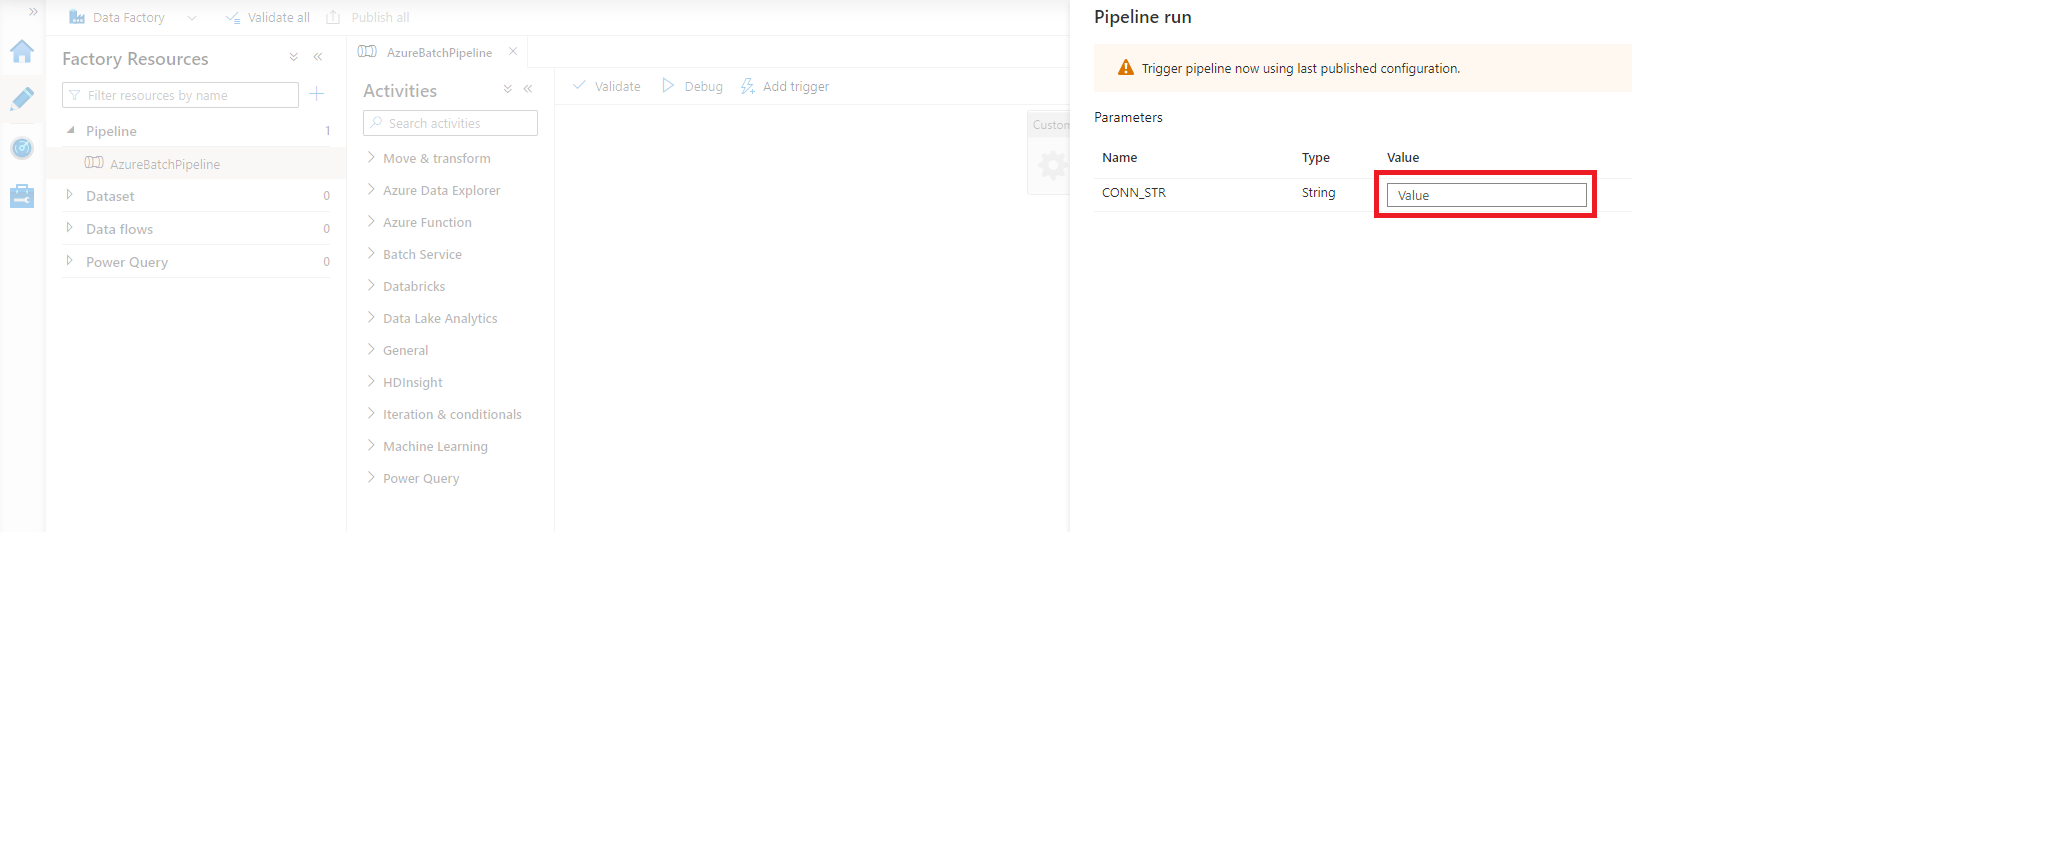 Data Factory
Validate all
Publish all
Factory Resources
Filter resources by name
Pipeline 1
AzureBatchPipeline
Dataset 0
Data flows 0
Power Query 0
AzureBatchPipeline
Activities
Search activities
Move & transform
Azure Data Explorer
Azure Function
Batch Service
Databricks
Data Lake Analytics
General
HDInsight
Iteration & conditionals
Machine Learning
Power Query
Validate
Debug
Add trigger
Custom
Pipeline run
Trigger pipeline now using last published configuration.
Parameters
Name Type Value
CONN_STR String Value